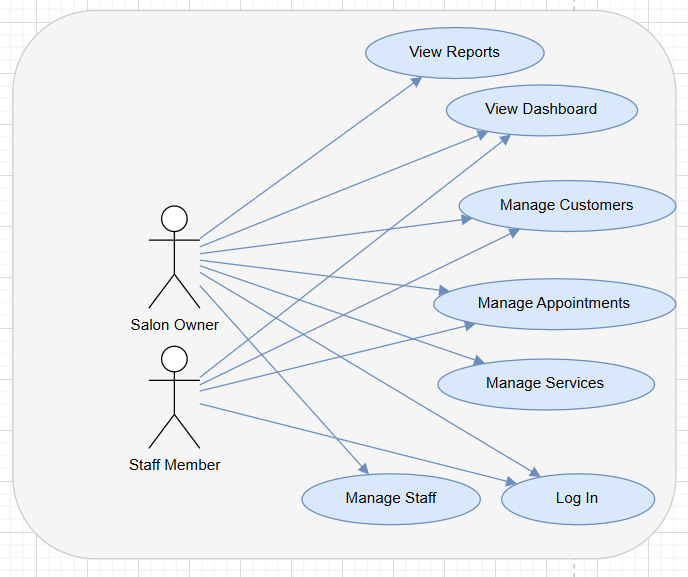 View Reports
View Dashboard
Manage Customers
Manage Appointments
Salon Owner
Manage Services
Staff Member
Manage Staff
Log In